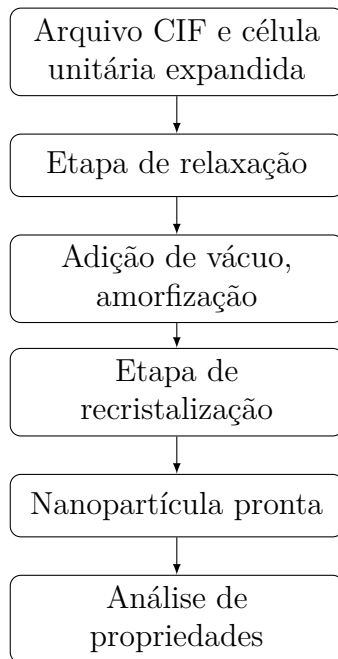 Arquivo CIF e célula
unitária expandida
Etapa de relaxação
Adição de vácuo,
amorfização
Etapa de
recristalização
Nanopartícula pronta
Análise de
propriedades